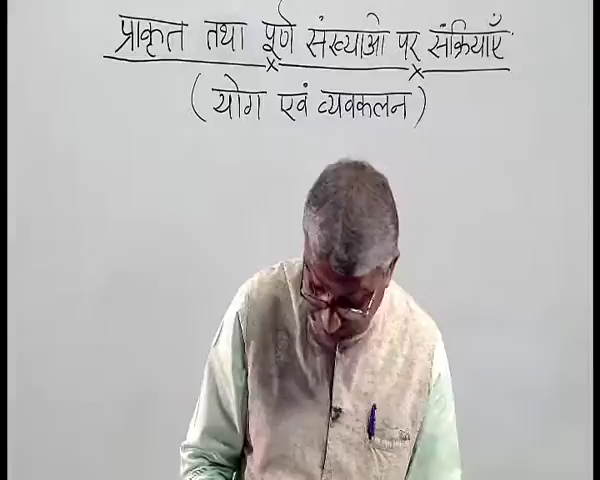 प्राकृत तथा पूर्ण संख्याओ पर संक्रियाएँ
(योग एवं व्यवकलन)